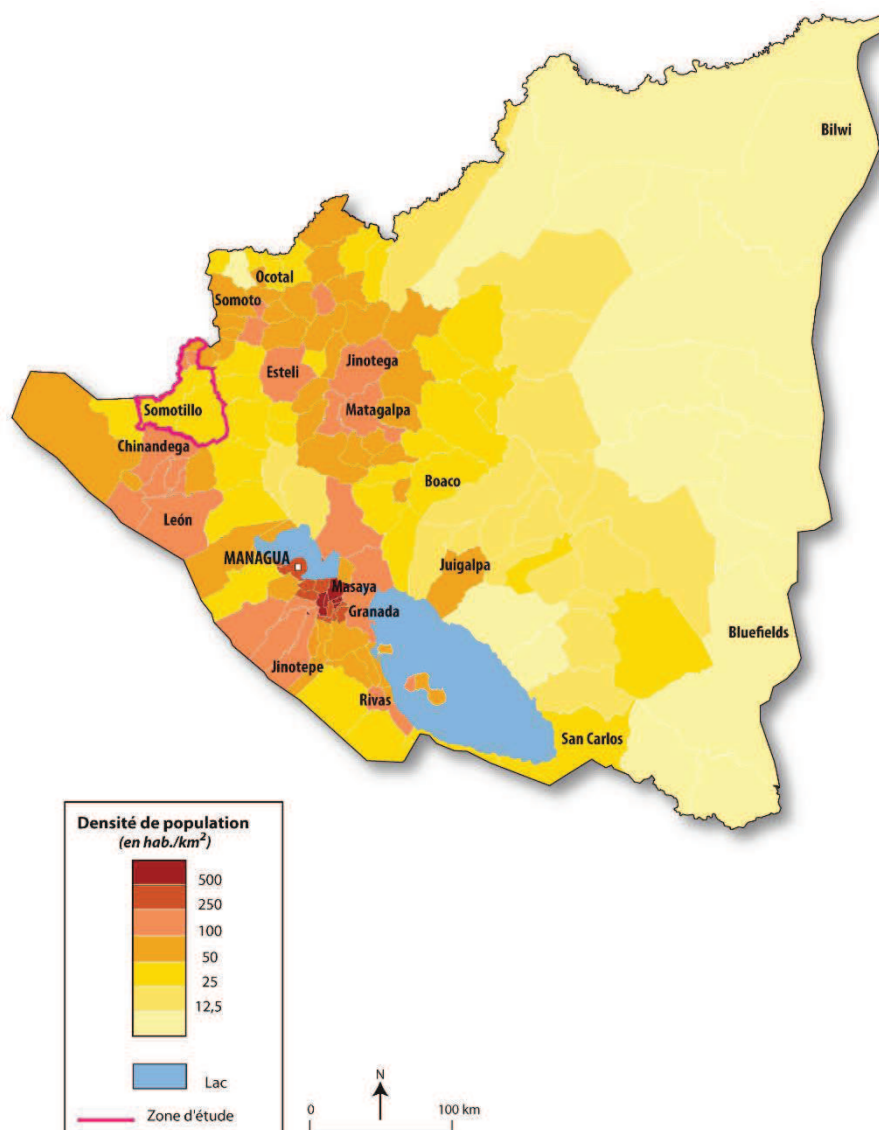 Bilwi
Ocotal
Somoto
Jinotega
Esteli
Somotillo
Matagalpa
Chinandega
Boaco
León
MANAGUA
Juigalpa
Masaya
Granada
Bluefields
Jinotepe
Rivas
San Carlos
Densité de population
(en hab./km²)
500
250
100
50
25
12,5
Lac
Zone d'étude
N
0 100 km